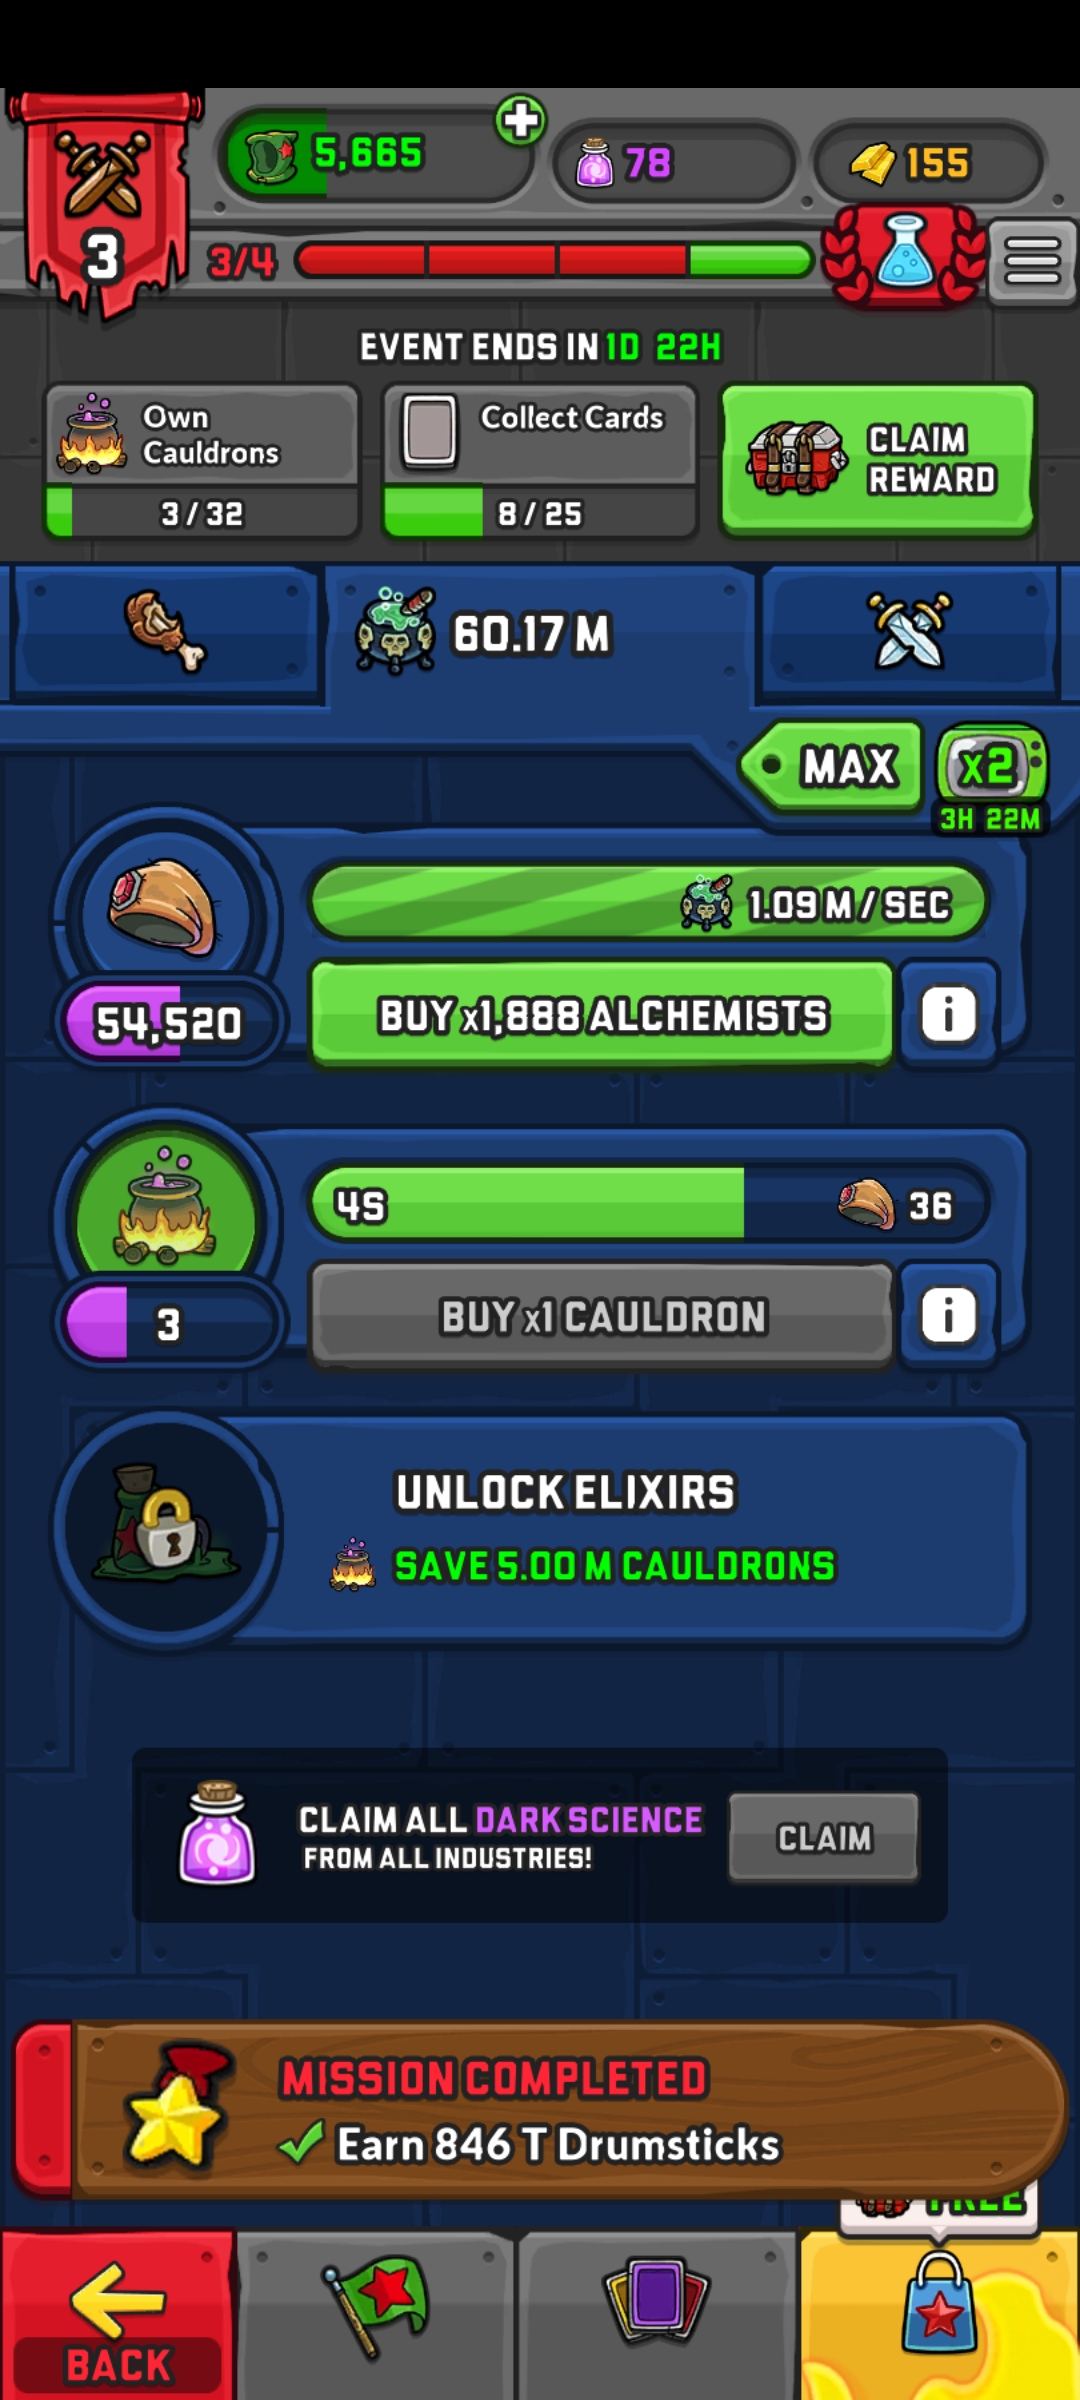 5,665
78
155
3
3/4
EVENT ENDS IN 1D 22H
Own
Cauldrons
3 / 32
Collect Cards
8 / 25
CLAIM
REWARD
60.17 M
MAX
x2
3H 22M
1.09 M / SEC
54,520
BUY x1,888 ALCHEMISTS
i
4S
36
3
BUY x1 CAULDRON
i
UNLOCK ELIXIRS
SAVE 5.00 M CAULDRONS
CLAIM ALL DARK SCIENCE
FROM ALL INDUSTRIES!
CLAIM
MISSION COMPLETED
Earn 846 T Drumsticks
FREE
BACK